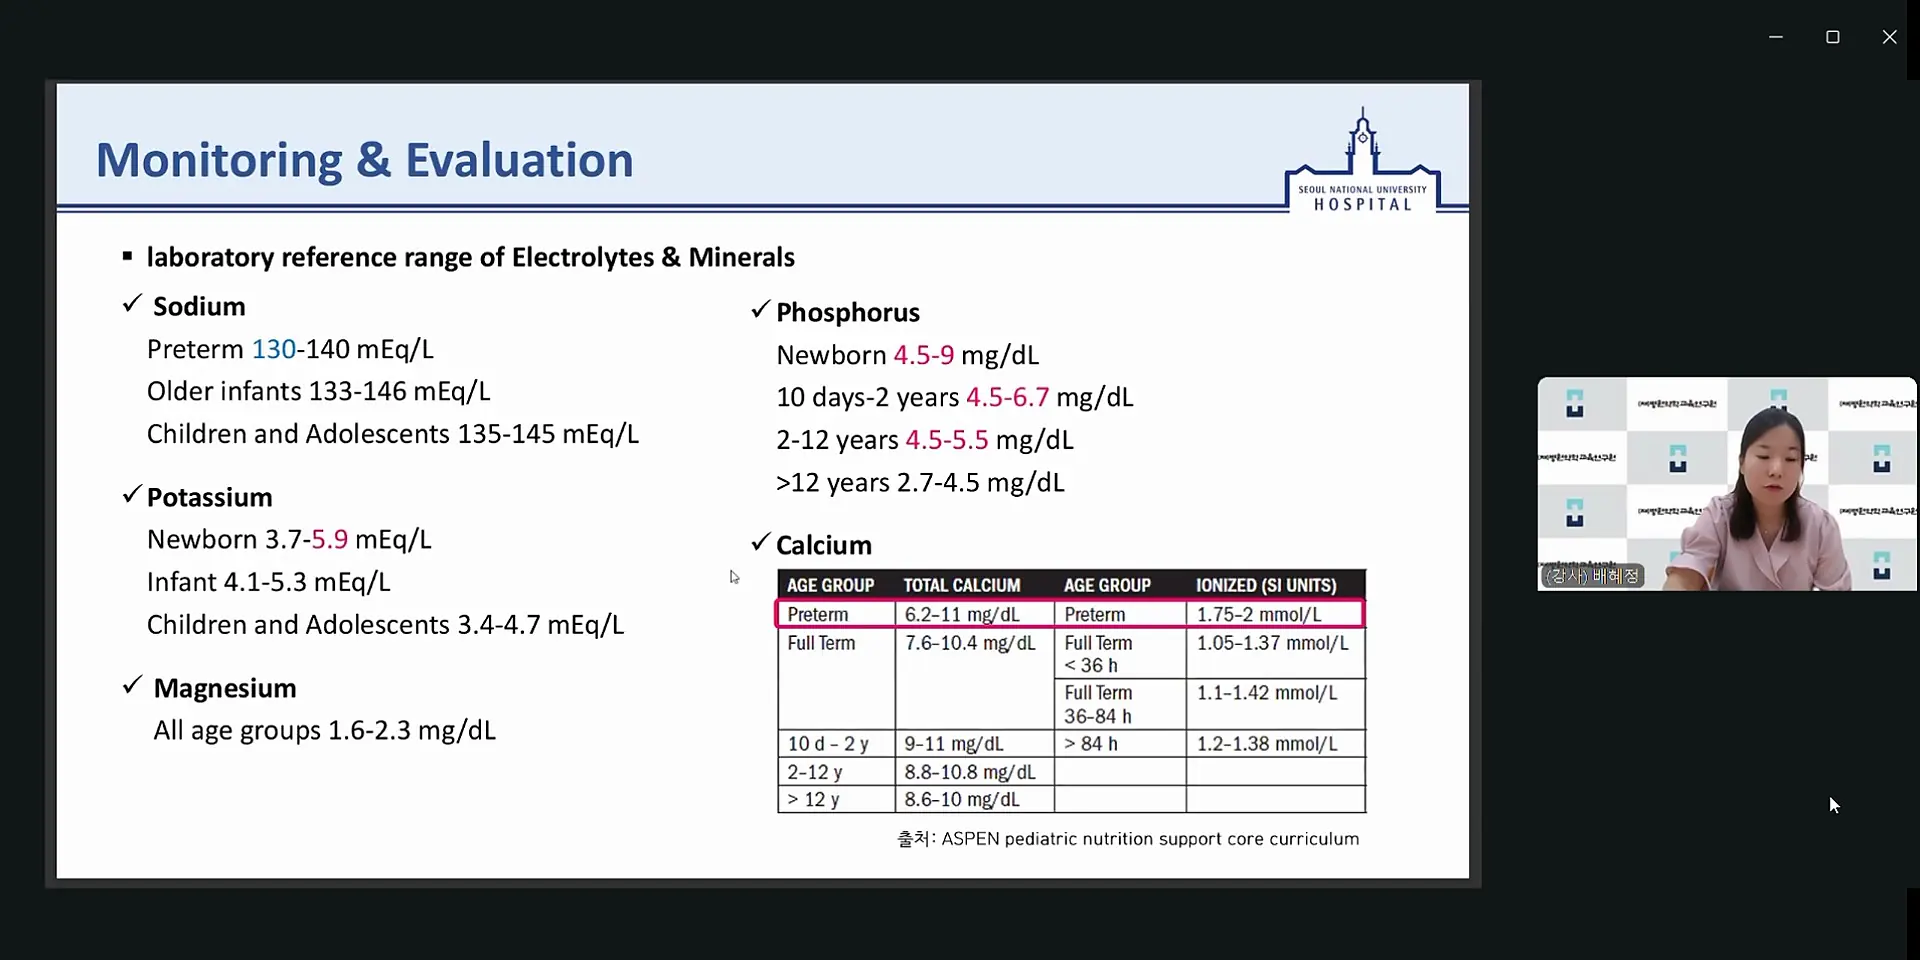 Monitoring & Evaluation
SEOUL NATIONAL UNIVERSITY
HOSPITAL
▪ laboratory reference range of Electrolytes & Minerals
✓ Sodium
Preterm 130-140 mEq/L
Older infants 133-146 mEq/L
Children and Adolescents 135-145 mEq/L
✓ Potassium
Newborn 3.7-5.9 mEq/L
Infant 4.1-5.3 mEq/L
Children and Adolescents 3.4-4.7 mEq/L
✓ Magnesium
All age groups 1.6-2.3 mg/dL
✓ Phosphorus
Newborn 4.5-9 mg/dL
10 days-2 years 4.5-6.7 mg/dL
2-12 years 4.5-5.5 mg/dL
>12 years 2.7-4.5 mg/dL
✓ Calcium
AGE GROUP TOTAL CALCIUM AGE GROUP IONIZED (SI UNITS)
Preterm 6.2–11 mg/dL Preterm 1.75–2 mmol/L
Full Term 7.6–10.4 mg/dL Full Term 1.05–1.37 mmol/L
< 36 h
Full Term 1.1–1.42 mmol/L
36–84 h
10 d – 2 y 9–11 mg/dL > 84 h 1.2–1.38 mmol/L
2–12 y 8.8–10.8 mg/dL
> 12 y 8.6–10 mg/dL
출처: ASPEN pediatric nutrition support core curriculum
(강사) 배혜정